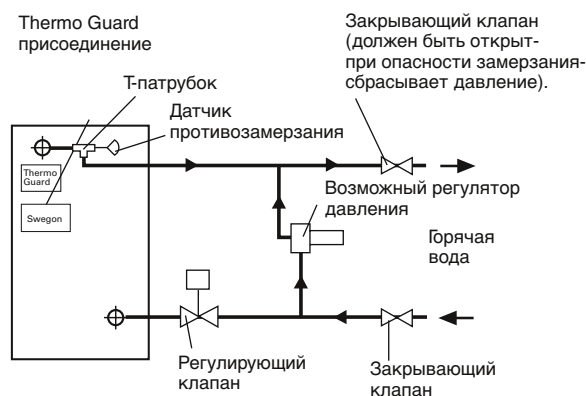 Thermo Guard
присоединение
Закрывающий клапан
(должен быть открыт-
при опасности замерзания-
сбрасывает давление).
Т-патрубок
Датчик
противозамерзания
Thermo
Guard
Swegon
Возможный регулятор
давления
Горячая
вода
Регулирующий
клапан
Закрывающий
клапан